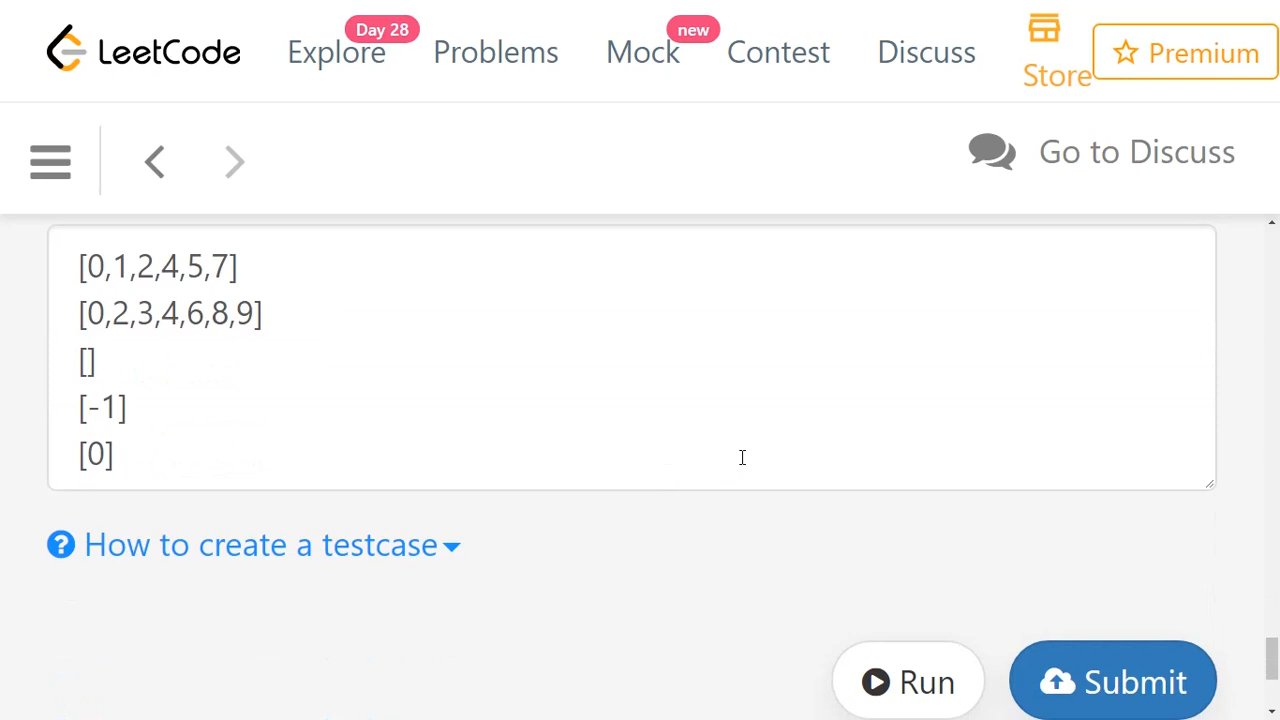 Day 28
new
LeetCode
Explore
Problems
Mock
Contest
Discuss
Store
Premium
Go to Discuss
[0,1,2,4,5,7]
[0,2,3,4,6,8,9]
[]
[-1]
[0]
? How to create a testcase
Run
Submit